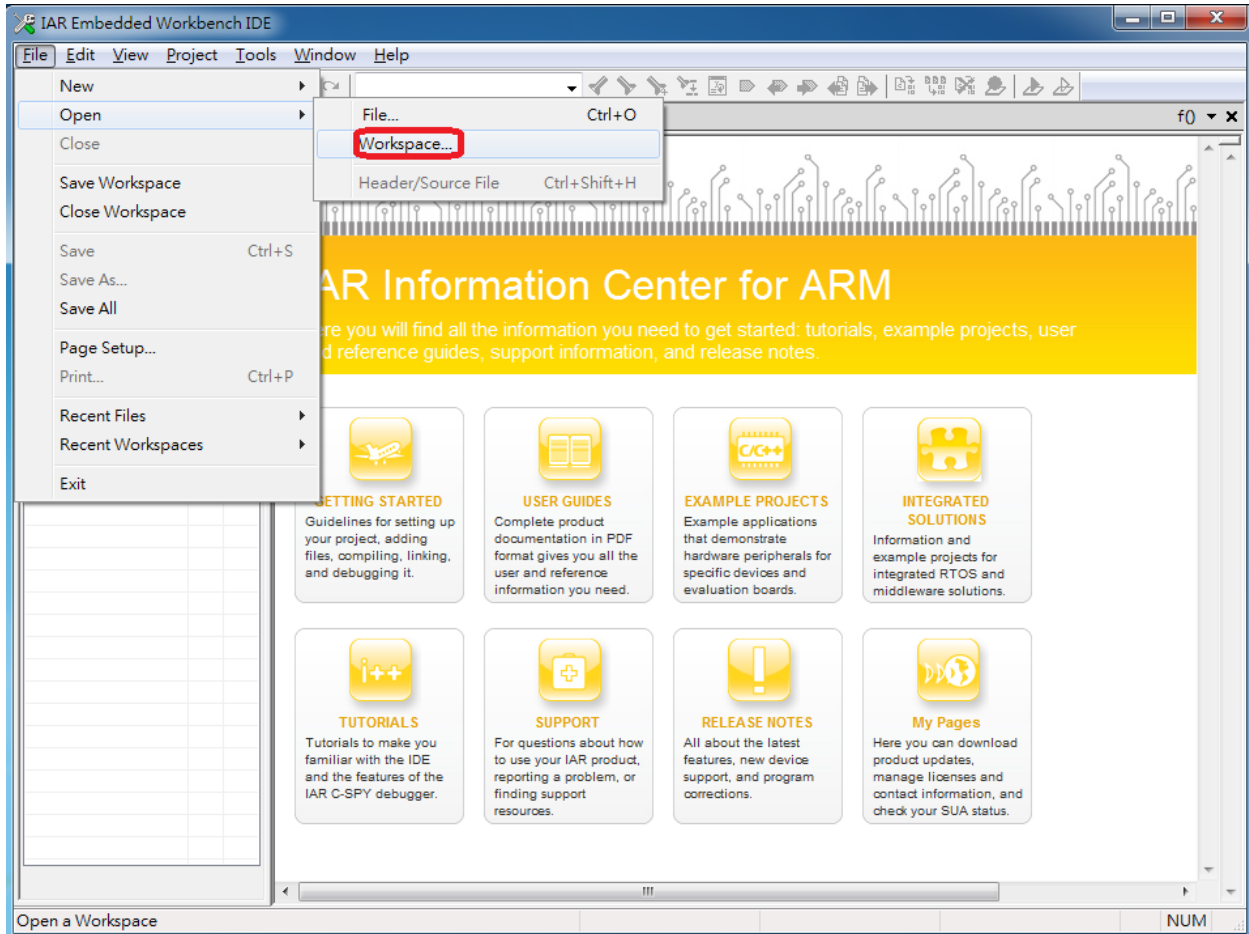 IAR Embedded Workbench IDE
File Edit View Project Tools Window Help
New
Open
Close
Save Workspace
Close Workspace
Save Ctrl+S
Save As...
Save All
Page Setup...
Print... Ctrl+P
Recent Files
Recent Workspaces
Exit
File... Ctrl+O
Workspace...
Header/Source File Ctrl+Shift+H
f()
AR Information Center for ARM
re you will find all the information you need to get started: tutorials, example projects, user
d reference guides, support information, and release notes.
GETTING STARTED
Guidelines for setting up
your project, adding
files, compiling, linking,
and debugging it.
USER GUIDES
Complete product
documentation in PDF
format gives you all the
user and reference
information you need.
C/C++
EXAMPLE PROJECTS
Example applications
that demonstrate
hardware peripherals for
specific devices and
evaluation boards.
INTEGRATED
SOLUTIONS
Information and
example projects for
integrated RTOS and
middleware solutions.
i++
TUTORIALS
Tutorials to make you
familiar with the IDE
and the features of the
IAR C-SPY debugger.
SUPPORT
For questions about how
to use your IAR product,
reporting a problem, or
finding support
resources.
RELEASE NOTES
All about the latest
features, new device
support, and program
corrections.
My Pages
Here you can download
product updates,
manage licenses and
contact information, and
check your SUA status.
Open a Workspace
NUM